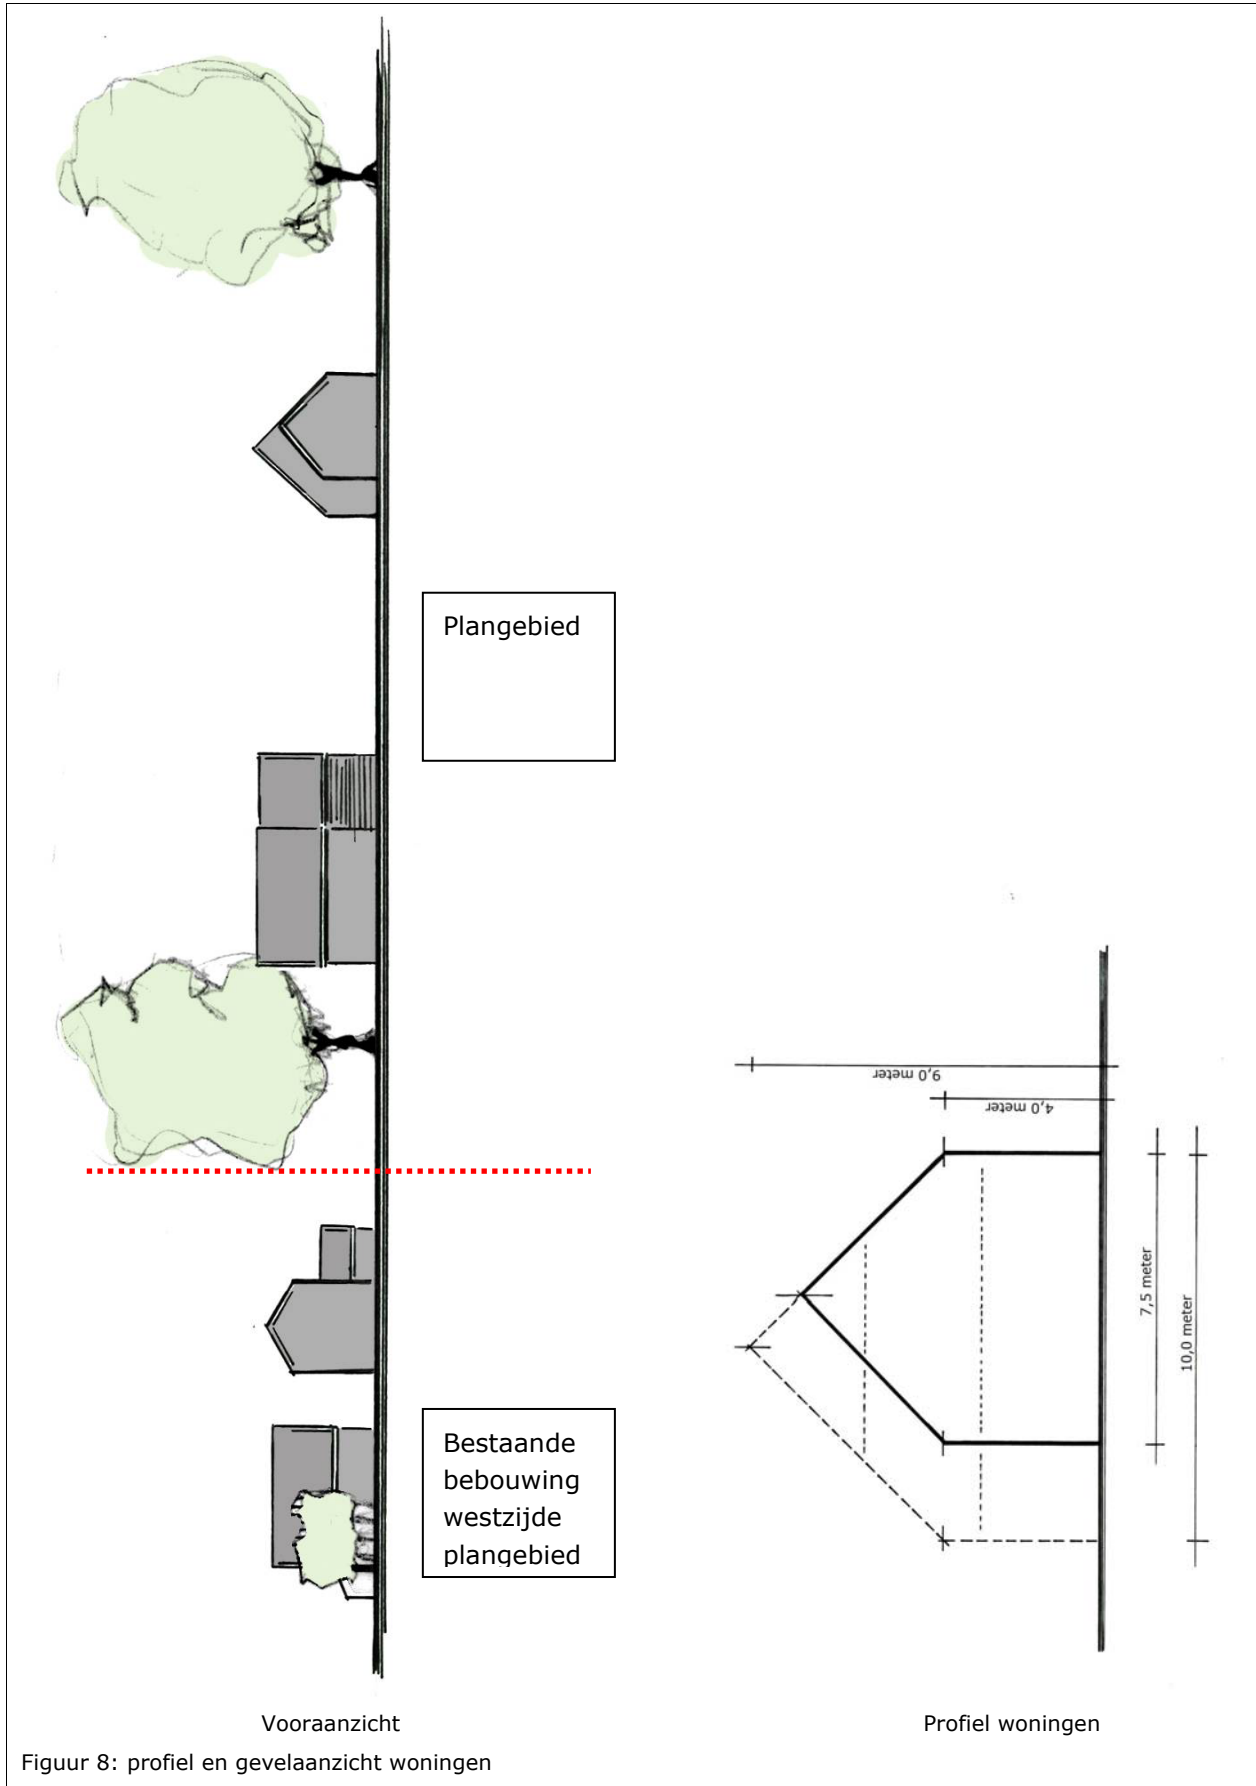 Plangebied
9,0 meter
4,0 meter
7,5 meter
10,0 meter
Bestaande
bebouwing
westzijde
plangebied
Vooraanzicht
Profiel woningen
Figuur 8: profiel en gevelaanzicht woningen